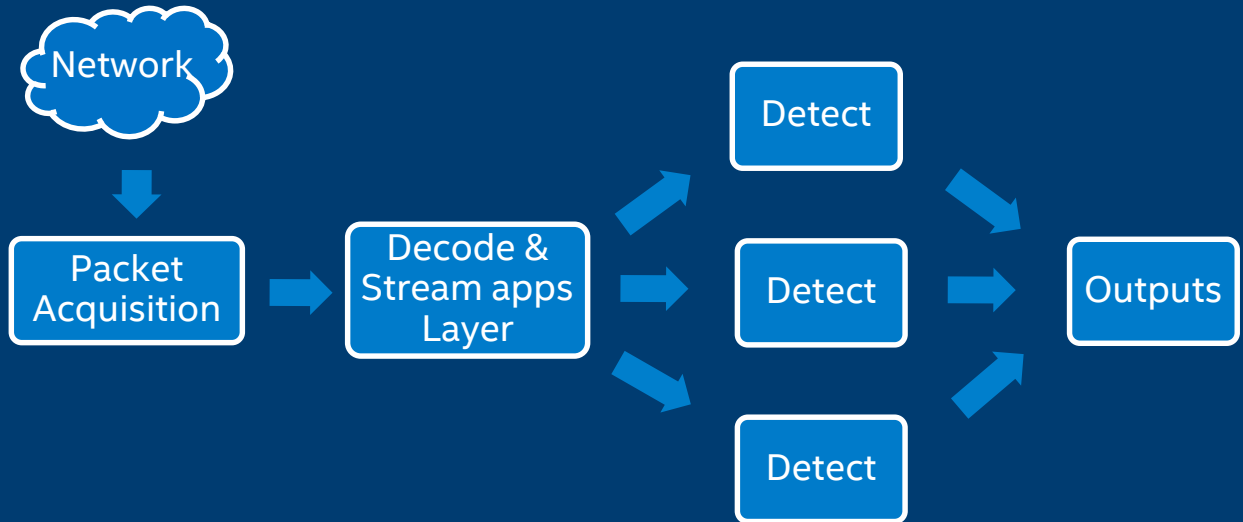 Network
Packet
Acquisition
Decode &
Stream apps
Layer
Detect
Detect
Detect
Outputs